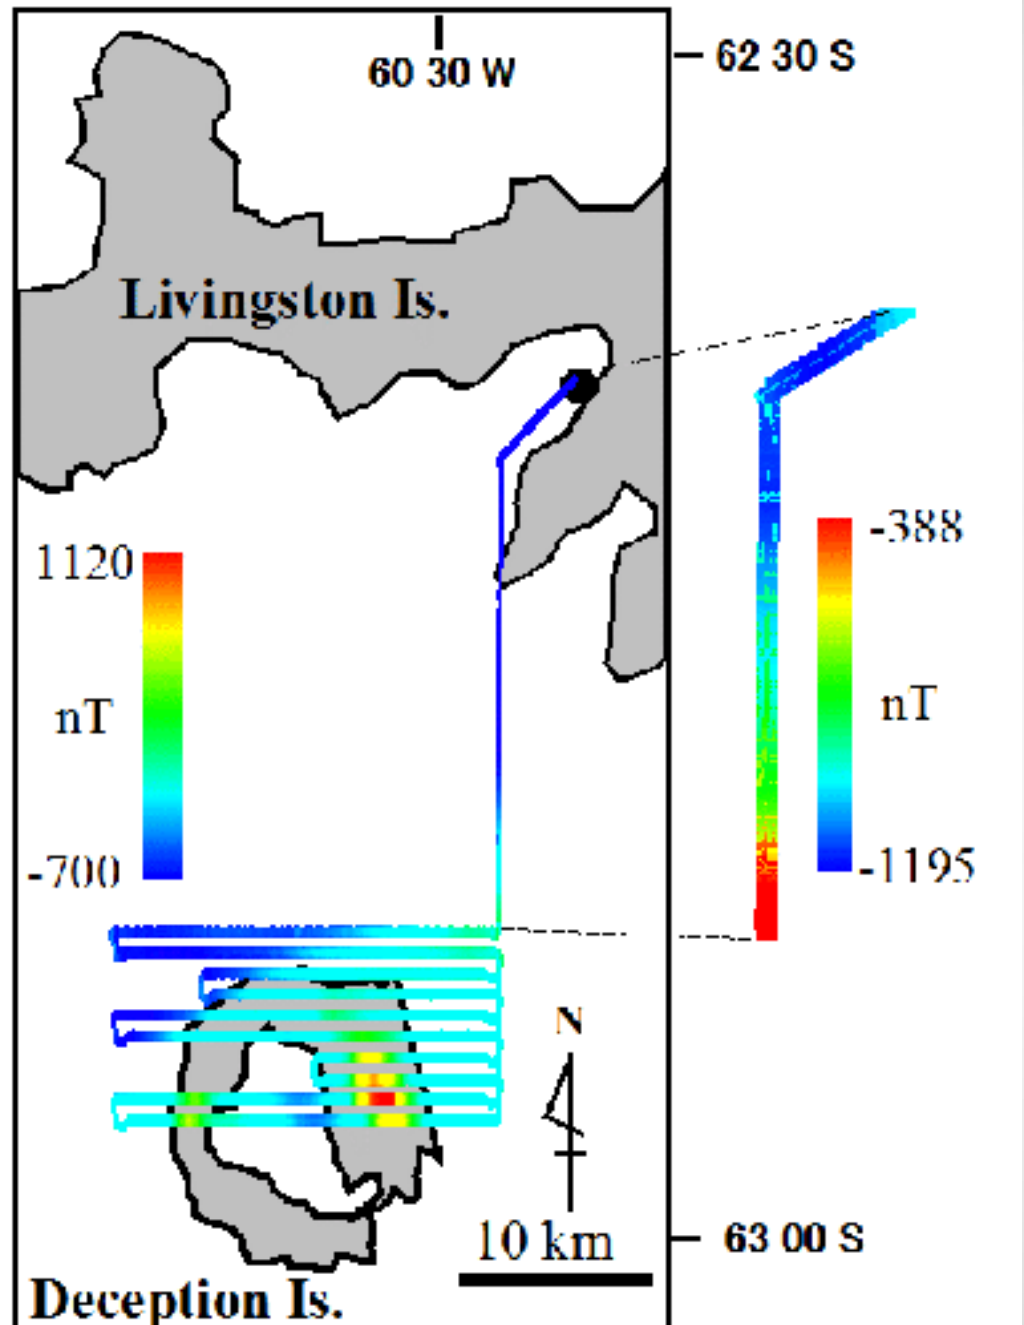 60 30 W
62 30 S
Livingston Is.
1120
nT
-700
-388
nT
-1195
N
10 km
63 00 S
Deception Is.